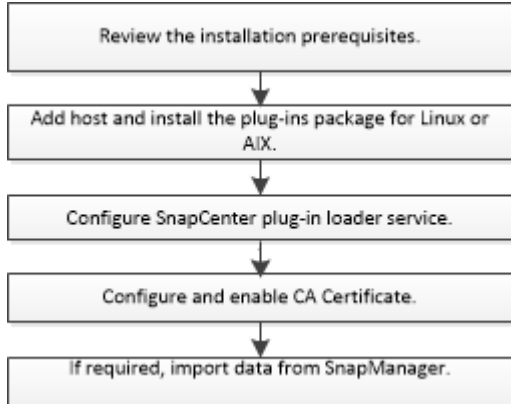 Review the installation prerequisites.
Add host and install the plug-ins package for Linux or
AIX.
Configure SnapCenter plug-in loader service.
Configure and enable CA Certificate.
If required, import data from SnapManager.